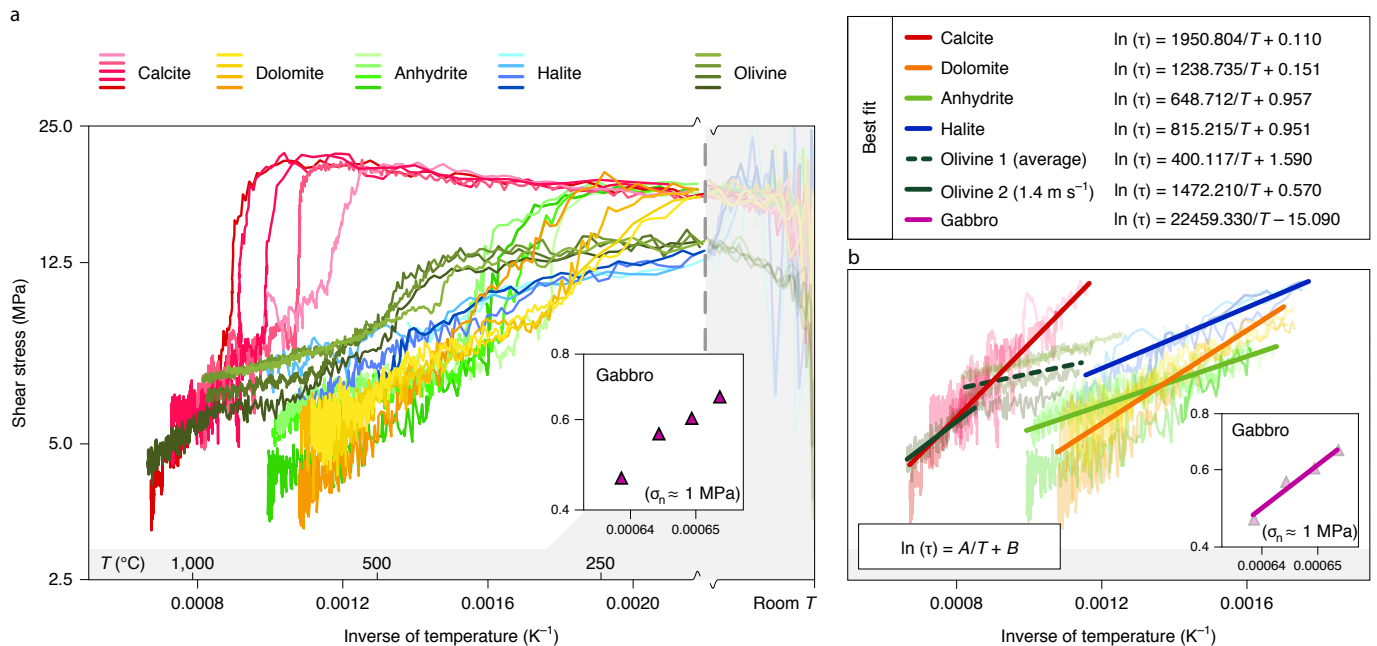 a
Calcite
Dolomite
Anhydrite
Halite
Olivine
25.0
12.5
5.0
2.5
Shear stress (MPa)
Gabbro
0.8
0.6
0.4
(σn ≈ 1 MPa)
0.00064
0.00065
T (°C)
1,000
500
250
0.0008
0.0012
0.0016
0.0020
Room T
Inverse of temperature (K⁻¹)
Best fit
Calcite ln (τ) = 1950.804/T + 0.110
Dolomite ln (τ) = 1238.735/T + 0.151
Anhydrite ln (τ) = 648.712/T + 0.957
Halite ln (τ) = 815.215/T + 0.951
Olivine 1 (average) ln (τ) = 400.117/T + 1.590
Olivine 2 (1.4 m s⁻¹) ln (τ) = 1472.210/T + 0.570
Gabbro ln (τ) = 22459.330/T − 15.090
b
0.8
Gabbro
0.6
0.4
(σn ≈ 1 MPa)
0.00064
0.00065
ln (τ) = A/T + B
0.0008
0.0012
0.0016
Inverse of temperature (K⁻¹)